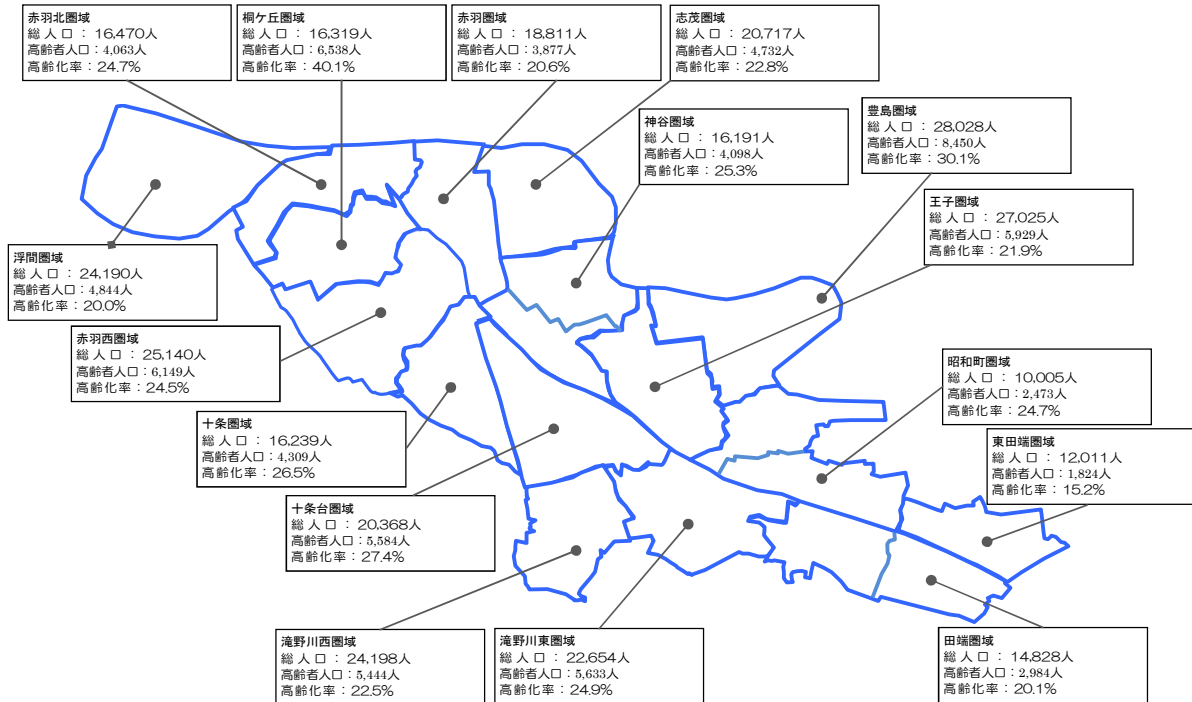 赤羽北圏域
総 人 口 ： 16,470人
高齢者人口：4,063人
高齢化率：24.7%
桐ケ丘圏域
総 人 口 ： 16,319人
高齢者人口：6,538人
高齢化率：40.1%
赤羽圏域
総 人 口 ： 18,811人
高齢者人口：3,877人
高齢化率：20.6%
志茂圏域
総 人 口 ： 20,717人
高齢者人口：4,732人
高齢化率：22.8%
神谷圏域
総 人 口 ： 16,191人
高齢者人口：4,098人
高齢化率：25.3%
豊島圏域
総 人 口 ： 28,028人
高齢者人口：8,450人
高齢化率：30.1%
王子圏域
総 人 口 ： 27,025人
高齢者人口：5,929人
高齢化率：21.9%
浮間圏域
総 人 口 ： 24,190人
高齢者人口：4,844人
高齢化率：20.0%
赤羽西圏域
総 人 口 ： 25,140人
高齢者人口：6,149人
高齢化率：24.5%
昭和町圏域
総 人 口 ： 10,005人
高齢者人口：2,473人
高齢化率：24.7%
十条圏域
総 人 口 ： 16,239人
高齢者人口：4,309人
高齢化率：26.5%
東田端圏域
総 人 口 ： 12,011人
高齢者人口：1,824人
高齢化率：15.2%
十条台圏域
総 人 口 ： 20,368人
高齢者人口：5,584人
高齢化率：27.4%
滝野川西圏域
総 人 口 ： 24,198人
高齢者人口：5,444人
高齢化率：22.5%
滝野川東圏域
総 人 口 ： 22,654人
高齢者人口：5,633人
高齢化率：24.9%
田端圏域
総 人 口 ： 14,828人
高齢者人口：2,984人
高齢化率：20.1%